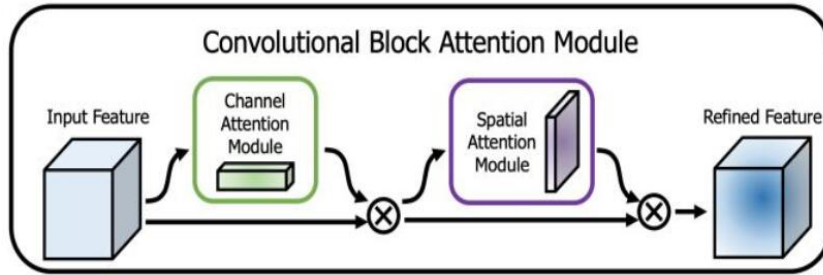 Convolutional Block Attention Module
Input Feature
Channel
Attention
Module
Spatial
Attention
Module
Refined Feature